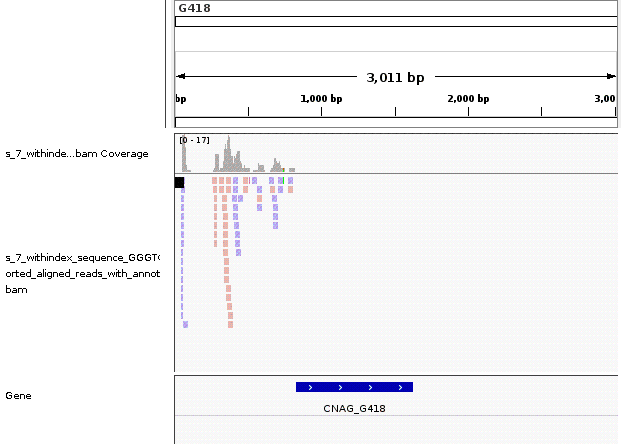 G418
3,011 bp
bp 1,000 bp 2,000 bp 3,00
[0 - 17]
s_7_withinde...bam Coverage
s_7_withindex_sequence_GGGT
orted_aligned_reads_with_annot
bam
Gene
CNAG_G418